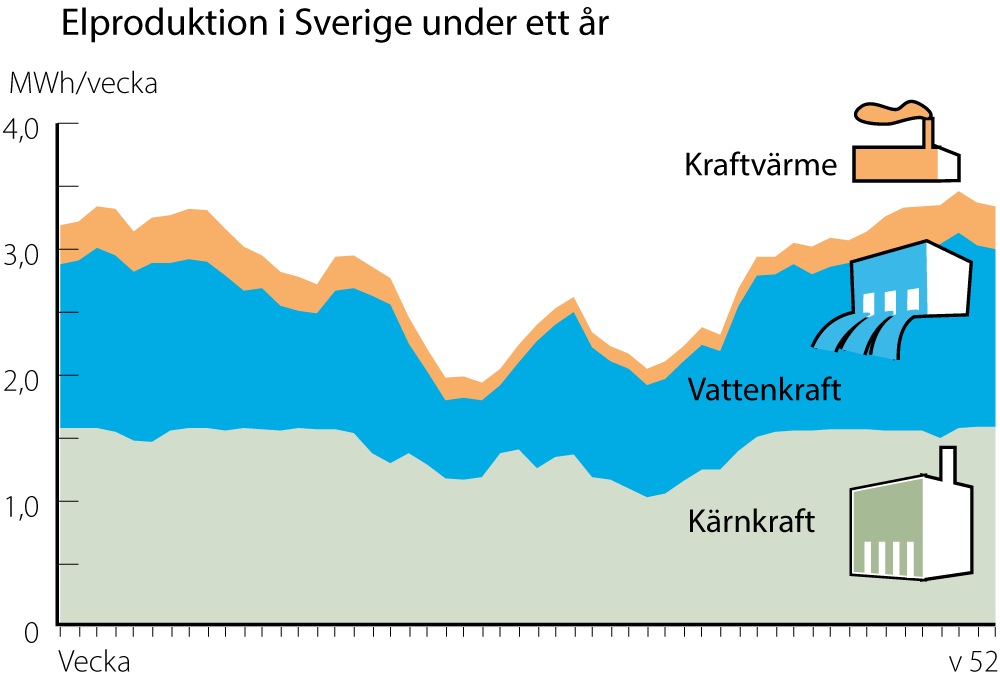 Elproduktion i Sverige under ett år
MWh/vecka
4,0
Kraftvärme
3,0
2,0
Vattenkraft
1,0
Kärnkraft
0
Vecka
v 52